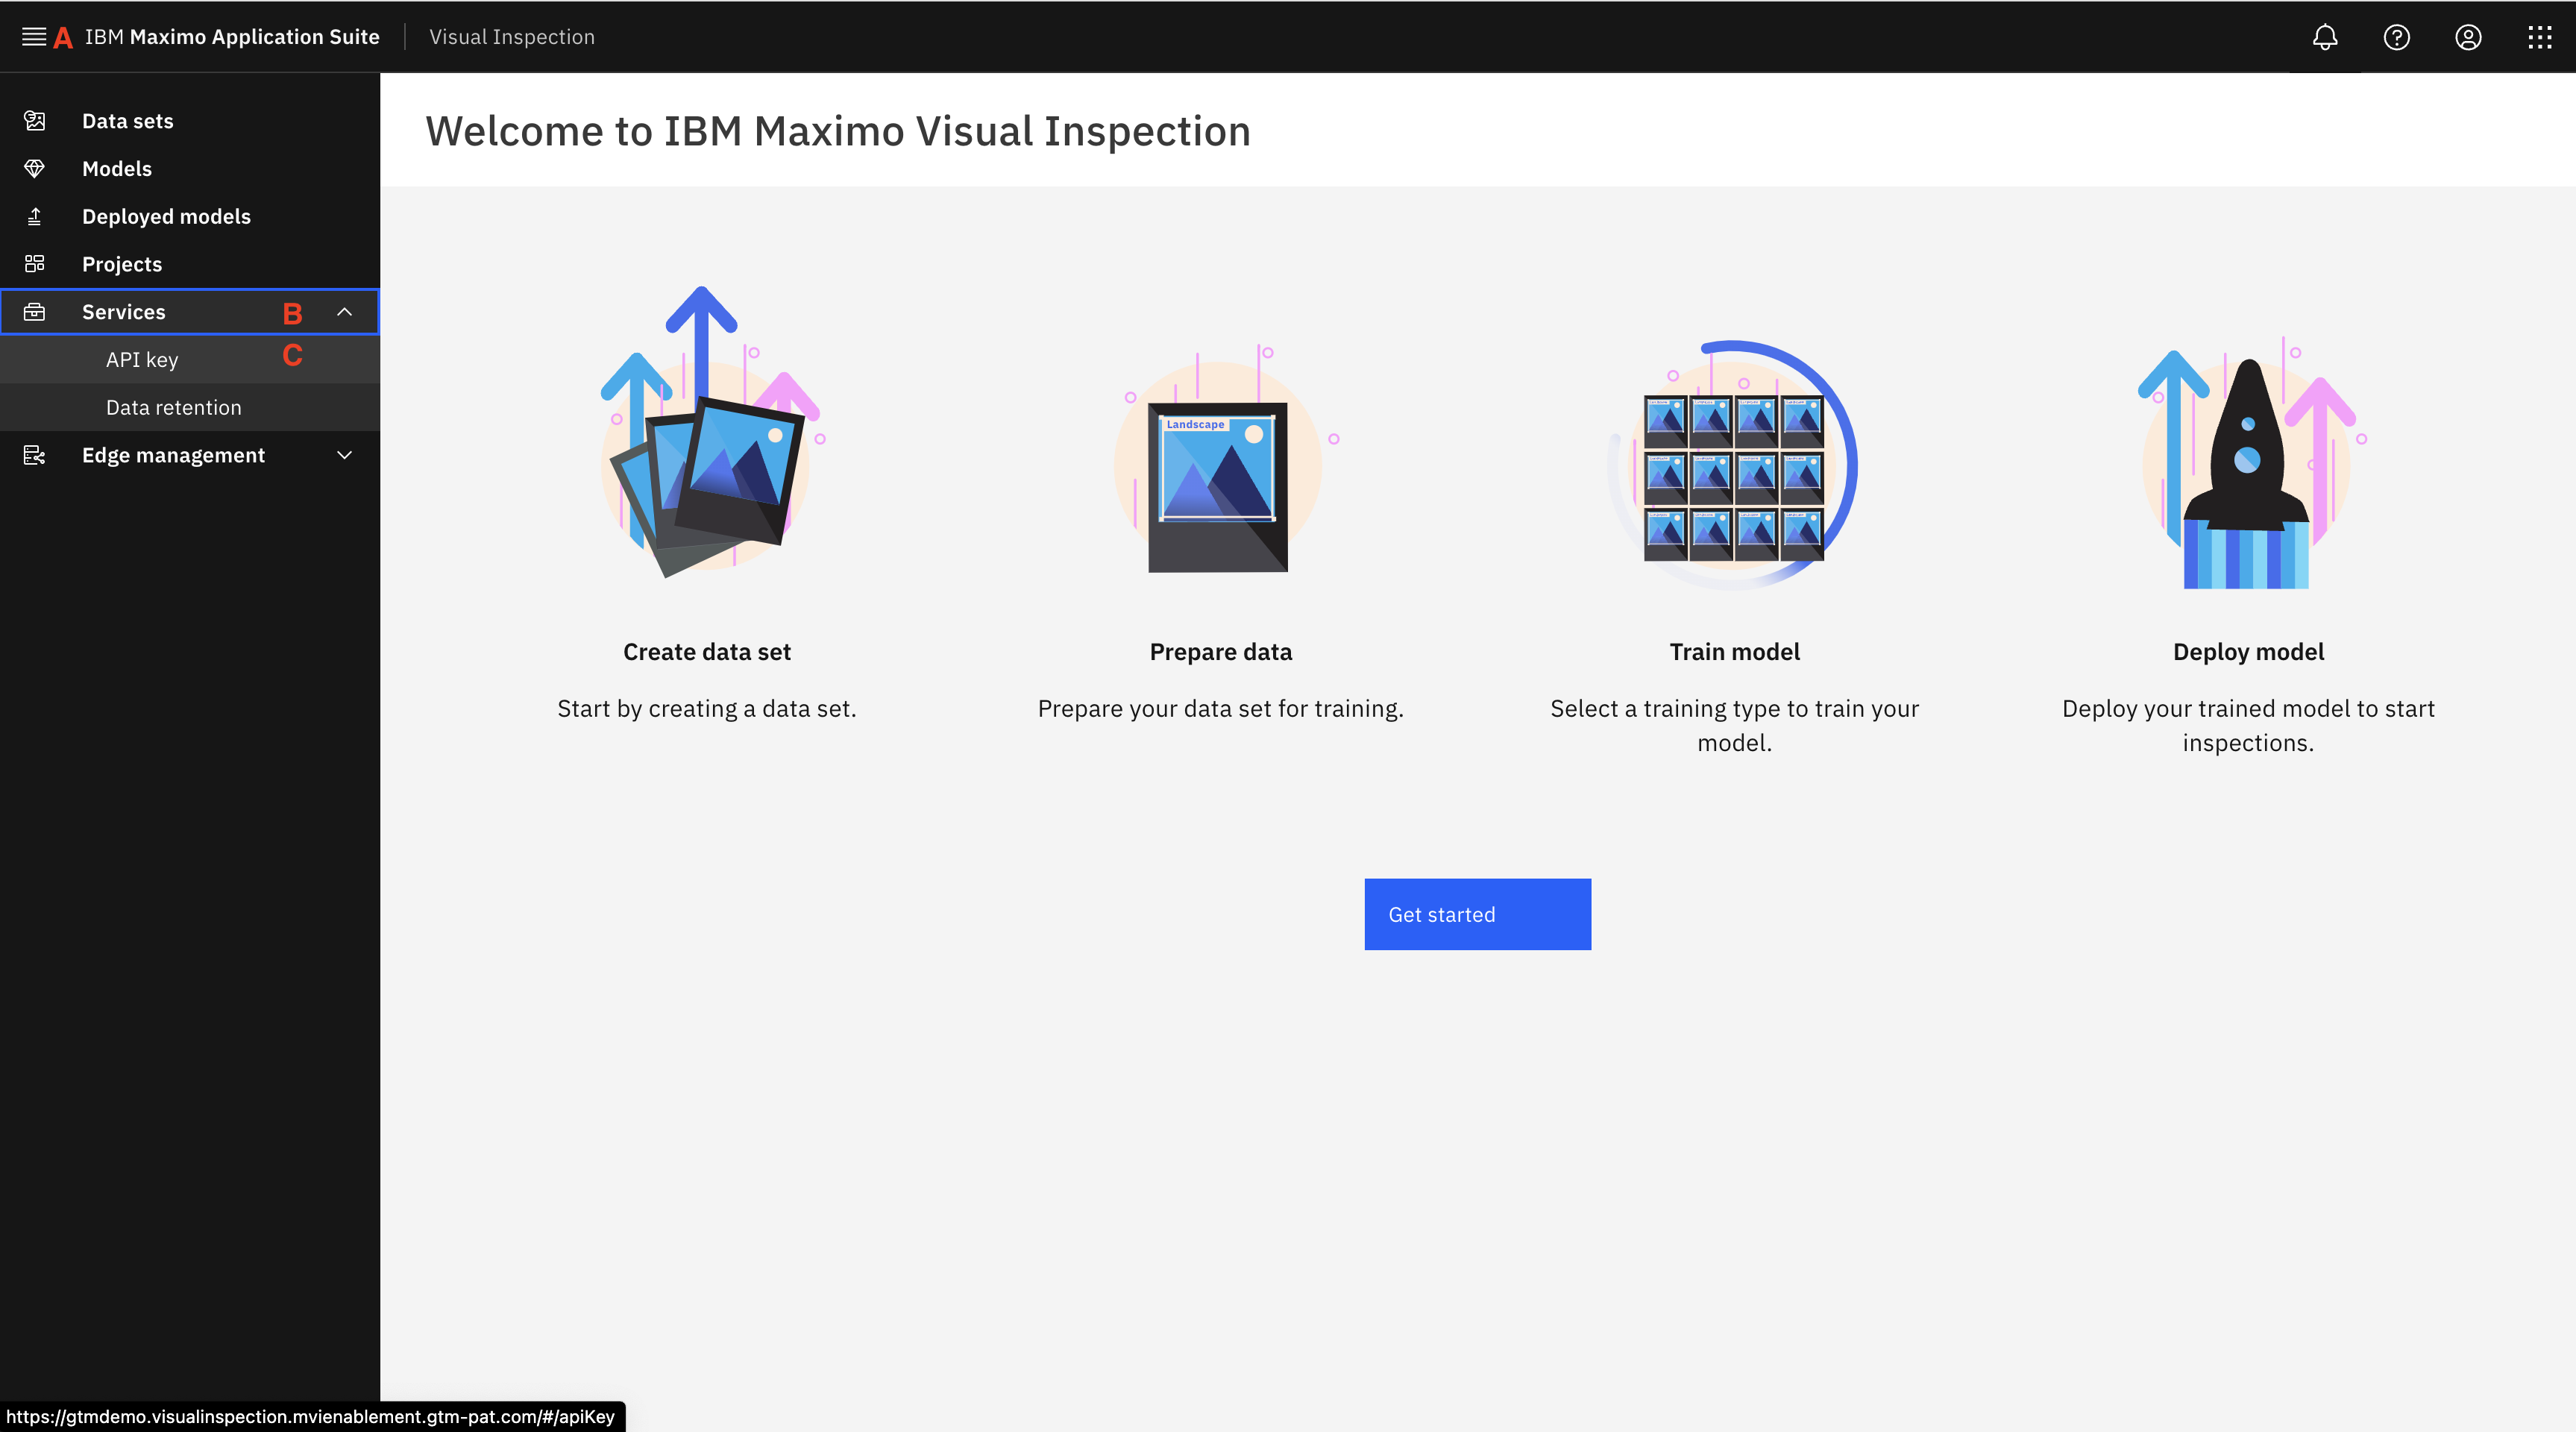 A IBM Maximo Application Suite Visual Inspection
Data sets
Models
Deployed models
Projects
Services B
API key C
Data retention
Edge management
Welcome to IBM Maximo Visual Inspection
Landscape
Create data set
Start by creating a data set.
Prepare data
Prepare your data set for training.
Train model
Select a training type to train your
model.
Deploy model
Deploy your trained model to start
inspections.
Get started
https://gtmdemo.visualinspection.mvienablement.gtm-pat.com/#/apiKey